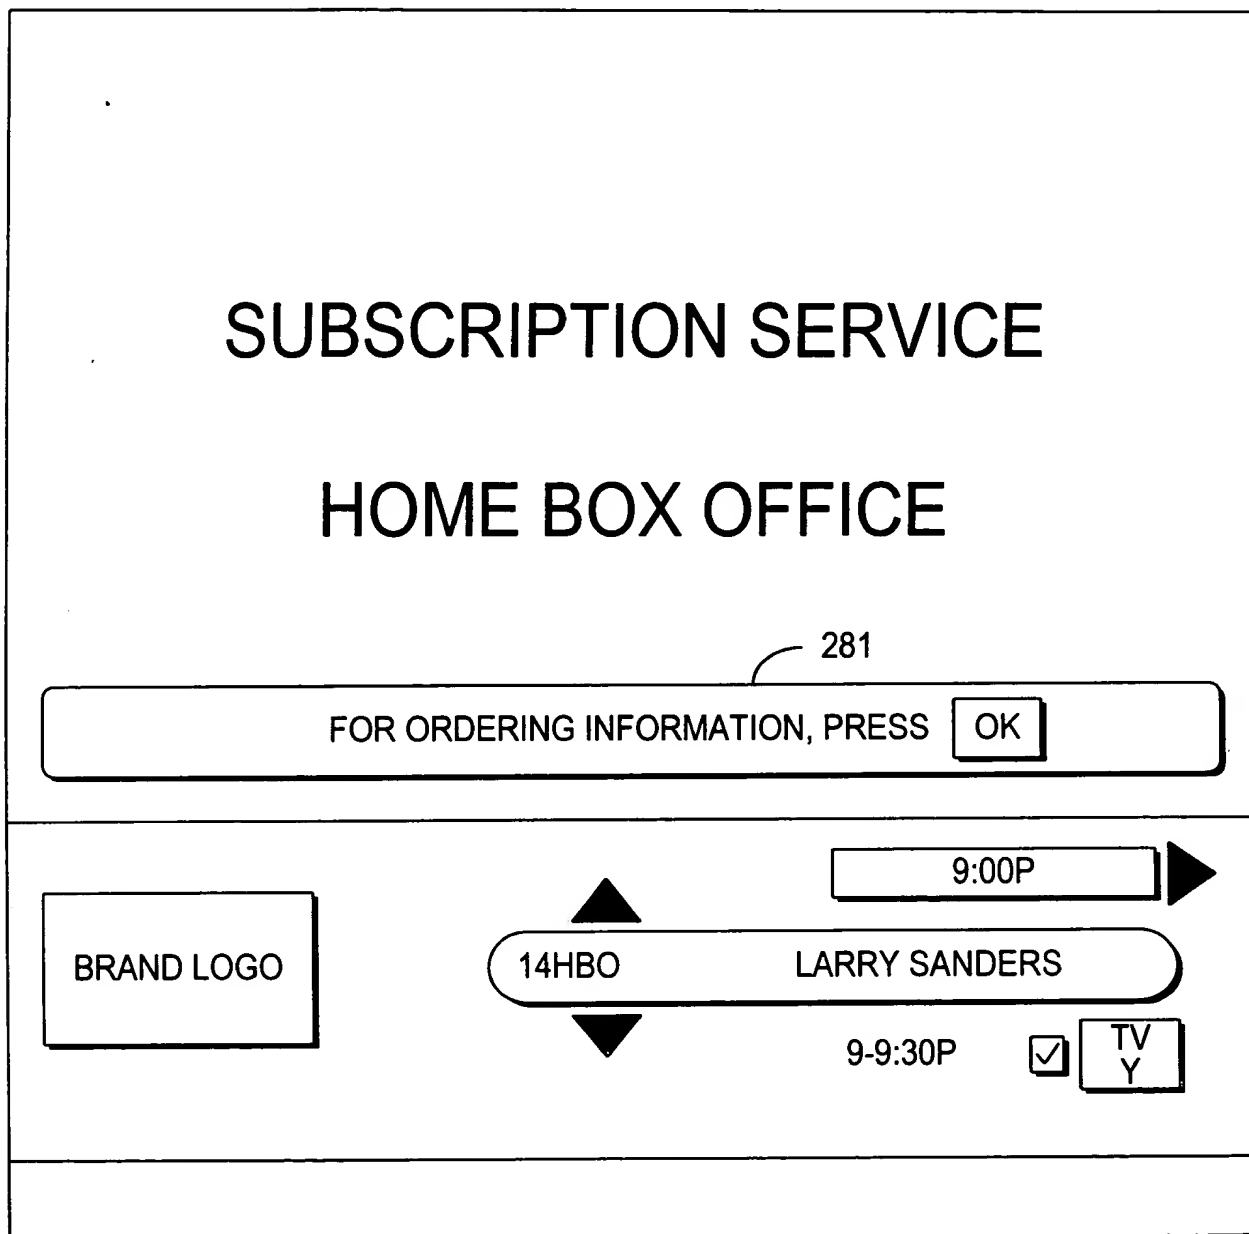 SUBSCRIPTION SERVICE
HOME BOX OFFICE
281
FOR ORDERING INFORMATION, PRESS OK
9:00P
BRAND LOGO
14HBO LARRY SANDERS
9-9:30P TV
Y